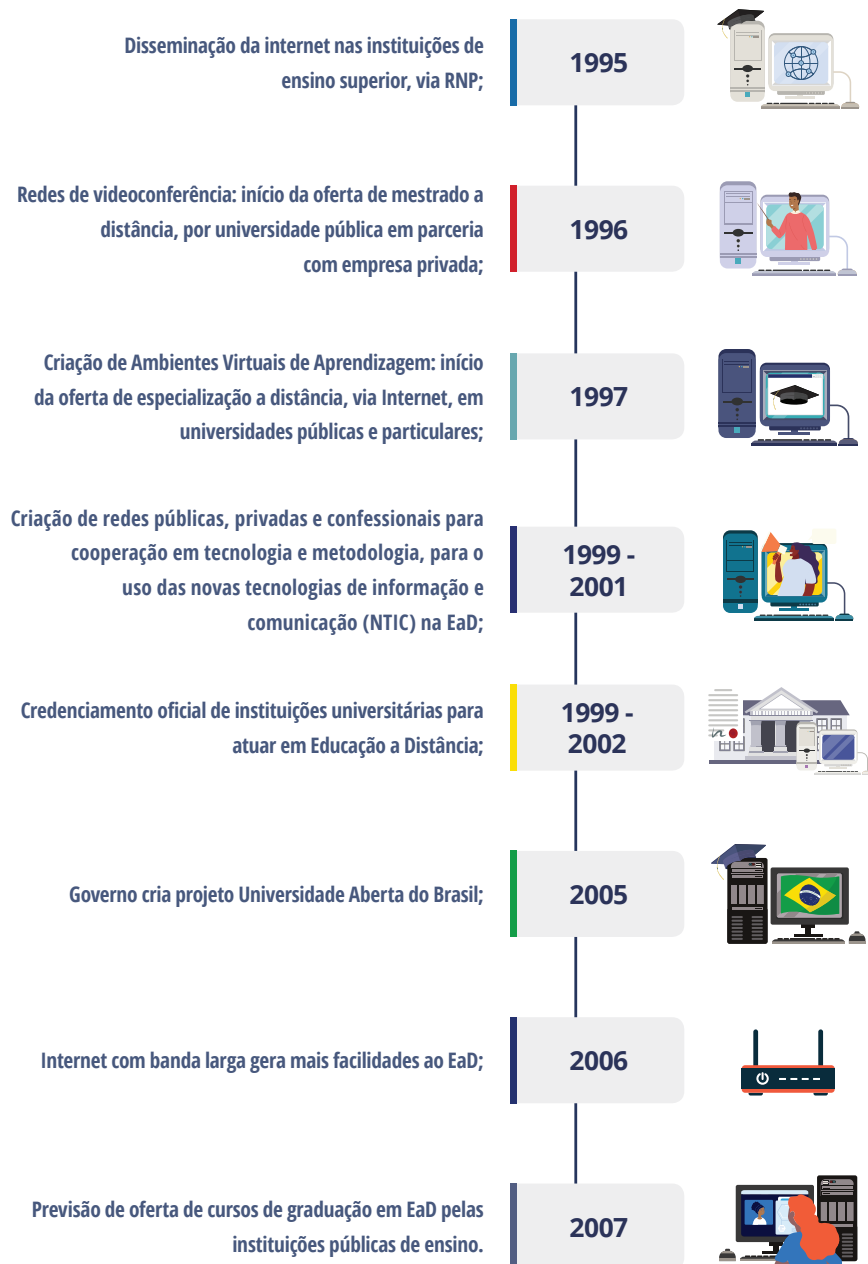 Disseminação da internet nas instituições de
ensino superior, via RNP;
1995
Redes de videoconferência: início da oferta de mestrado a
distância, por universidade pública em parceria
com empresa privada;
1996
Criação de Ambientes Virtuais de Aprendizagem: início
da oferta de especialização a distância, via Internet, em
universidades públicas e particulares;
1997
Criação de redes públicas, privadas e confessionais para
cooperação em tecnologia e metodologia, para o
uso das novas tecnologias de informação e
comunicação (NTIC) na EaD;
1999 -
2001
Credenciamento oficial de instituições universitárias para
atuar em Educação a Distância;
1999 -
2002
Governo cria projeto Universidade Aberta do Brasil;
2005
Internet com banda larga gera mais facilidades ao EaD;
2006
Previsão de oferta de cursos de graduação em EaD pelas
instituições públicas de ensino.
2007